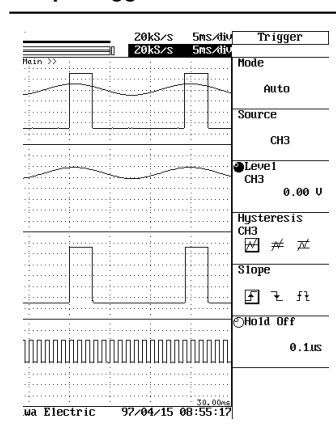 20kS/s 5ms/div
20kS/s 5ms/div
Main >>
30.00ms
wa Electric 97/04/15 08:55:17
Trigger
Mode
Auto
Source
CH3
Level
CH3
0.00 V
Hysteresis
CH3
Slope
Hold Off
0.1us